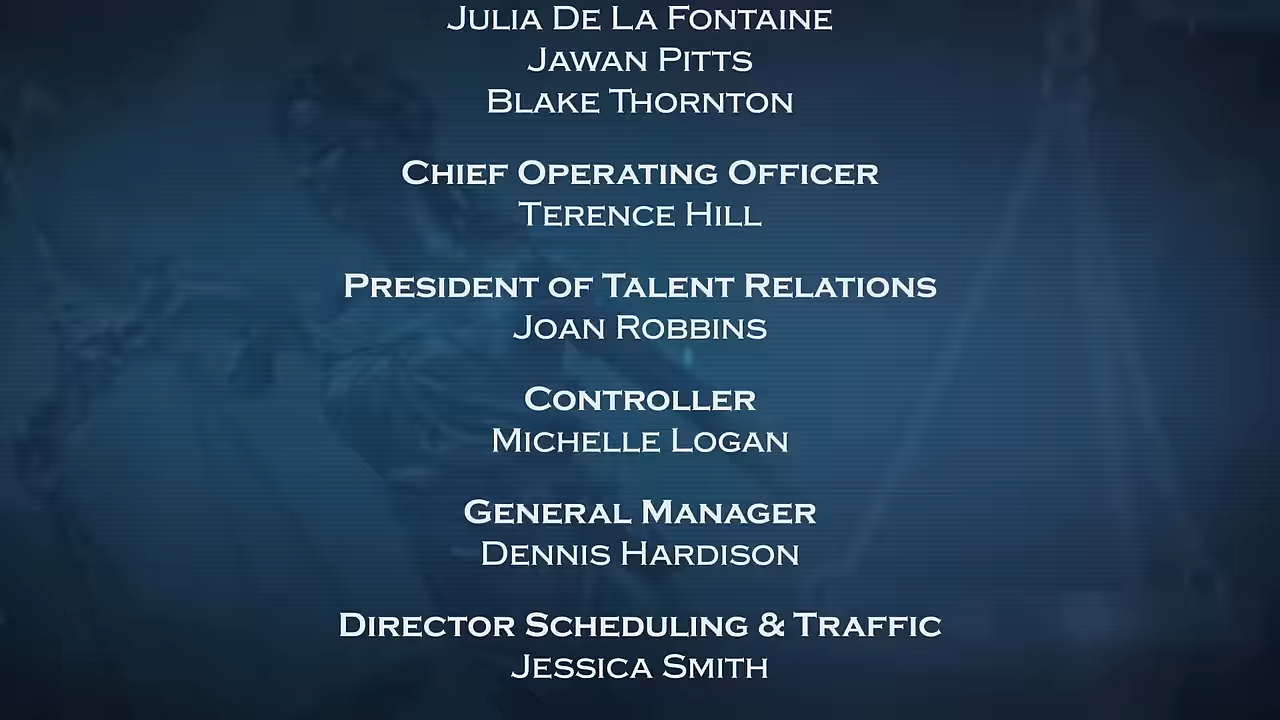 Julia De La Fontaine
Jawan Pitts
Blake Thornton
Chief Operating Officer
Terence Hill
President of Talent Relations
Joan Robbins
Controller
Michelle Logan
General Manager
Dennis Hardison
Director Scheduling & Traffic
Jessica Smith